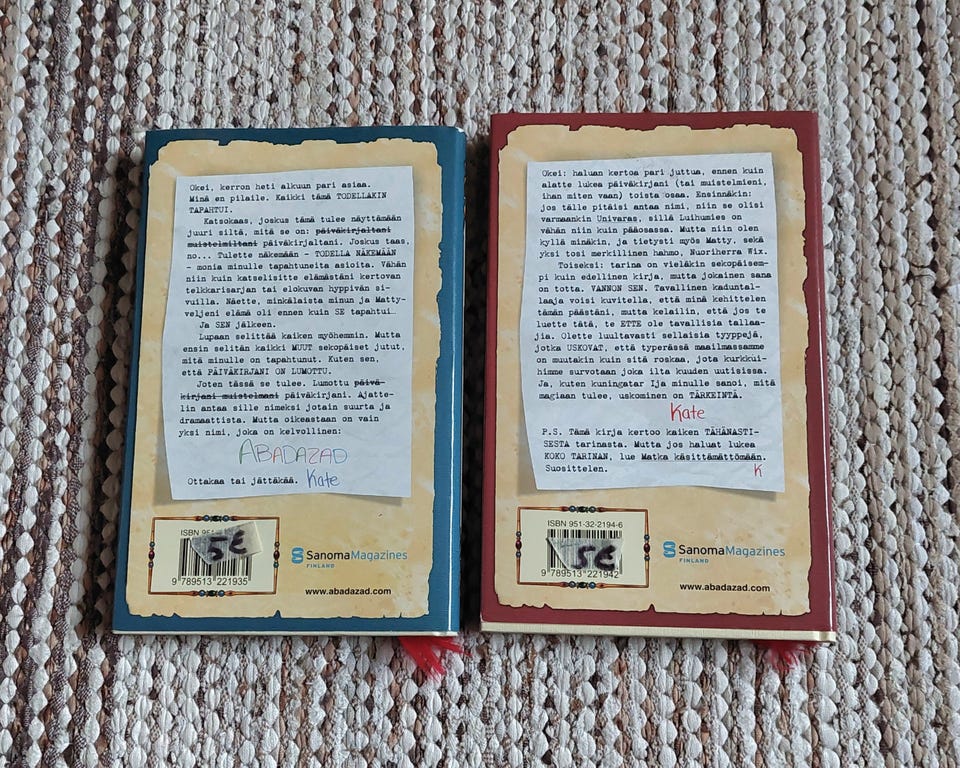 Okei, kerron heti alkuun pari asiaa.
Minä en pilaile. Kaikki tämä TODELLAKIN
TAPAHTUI.
Katsokaas, joskus tämä tulee näyttämään
juuri siltä, mitä se on: päiväkirjaltani
muistelmiltani päiväkirjaltani. Joskus taas,
no... Tulette näkemään - TODELLA NÄKEMÄÄN
- monia minulle tapahtuneita asioita. Vähän
niin kuin katselisitte elämästäni kertovan
telkkarisarjan tai elokuvan hyppivän si-
vuilla. Näette, minkälaista minun ja Matty-
veljeni elämä oli ennen kuin SE tapahtui...
Ja SEN jälkeen.
Lupaan selittää kaiken myöhemmin. Mutta
ensin selitän kaikki MUUT sekopäiset jutut,
mitä minulle on tapahtunut. Kuten sen,
että PÄIVÄKIRJANI ON LUMOTTU.
Joten tässä se tulee. Lumottu päivä-
kirjani muistelmani päiväkirjani. Ajatte-
lin antaa sille nimeksi jotain suurta ja
dramaattista. Mutta oikeastaan on vain
yksi nimi, joka on kelvollinen:
ABADAZAD
Ottakaa tai jättäkää. Kate
ISBN
5€
9 789513 221935
SanomaMagazines
FINLAND
www.abadazad.com
Okei: haluan kertoa pari juttua, ennen kuin
alatte lukea päiväkirjani (tai muistelmieni,
ihan miten vaan) toista osaa. Ensinnäkin:
jos tälle pitäisi antaa nimi, niin se olisi
varmaankin Univaras, sillä Luihumies on
vähän niin kuin pääosassa. Mutta niin olen
kyllä minäkin, ja tietysti myös Matty, sekä
yksi tosi merkillinen hahmo, Nuoriherra Wix.
Toiseksi: tarina on vieläkin sekopäisem-
pi kuin edellinen kirja, mutta jokainen sana
on totta. VANNON SEN. Tavallinen kaduntal-
laaja voisi kuvitella, että minä kehittelen
tämän päästäni, mutta kelailin, että jos te
luette tätä, te ETTE ole tavallisia tallaa-
jia. Olette luultavasti sellaisia tyyppejä,
jotka USKOVAT, että typerässä maailmassamme
on muutakin kuin sitä roskaa, jota kurkkui-
himme survotaan joka ilta kuuden uutisissa.
Ja, kuten kuningatar Ija minulle sanoi, mitä
magiaan tulee, uskominen on TÄRKEINTÄ.
Kate
P.S. Tämä kirja kertoo kaiken TÄHÄNASTI-
SESTA tarinasta. Mutta jos haluat lukea
KOKO TARINAN, lue Matka käsittämättömään.
Suosittelen. K
ISBN 951-32-2194-6
5€
9 789513 221942
SanomaMagazines
FINLAND
www.abadazad.com